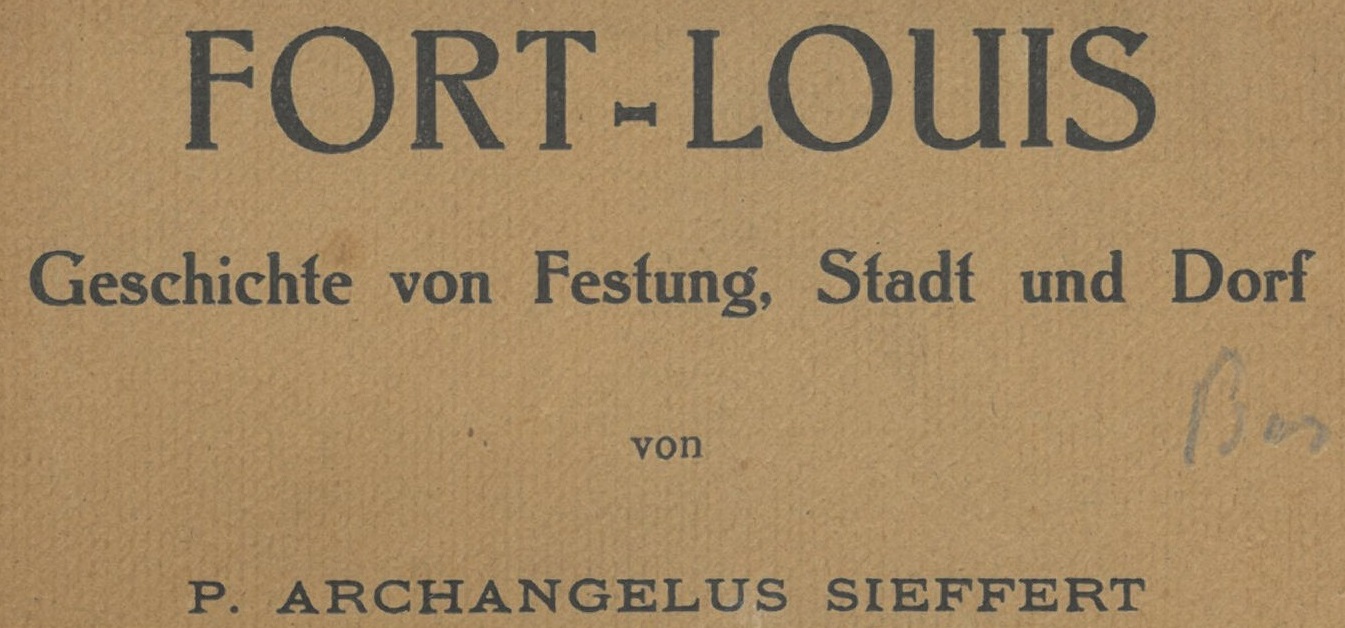 FORT-LOUIS
Geschichte von Festung, Stadt und Dorf
von
P. ARCHANGELUS SIEFFERT